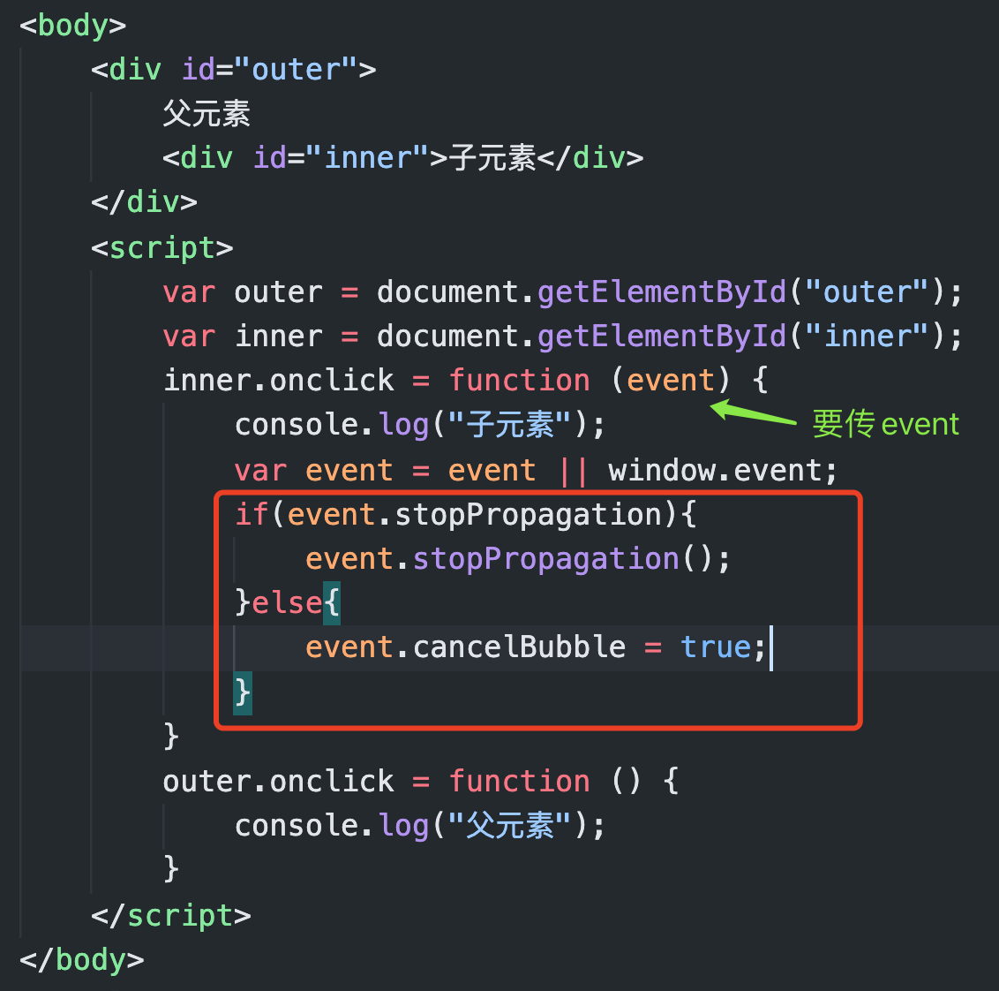 <body>
<div id="outer">
父元素
<div id="inner">子元素</div>
</div>
<script>
var outer = document.getElementById("outer");
var inner = document.getElementById("inner");
inner.onclick = function (event) {
console.log("子元素");
要传 event
var event = event || window.event;
if(event.stopPropagation){
event.stopPropagation();
}else{
event.cancelBubble = true;
}
}
outer.onclick = function () {
console.log("父元素");
}
</script>
</body>